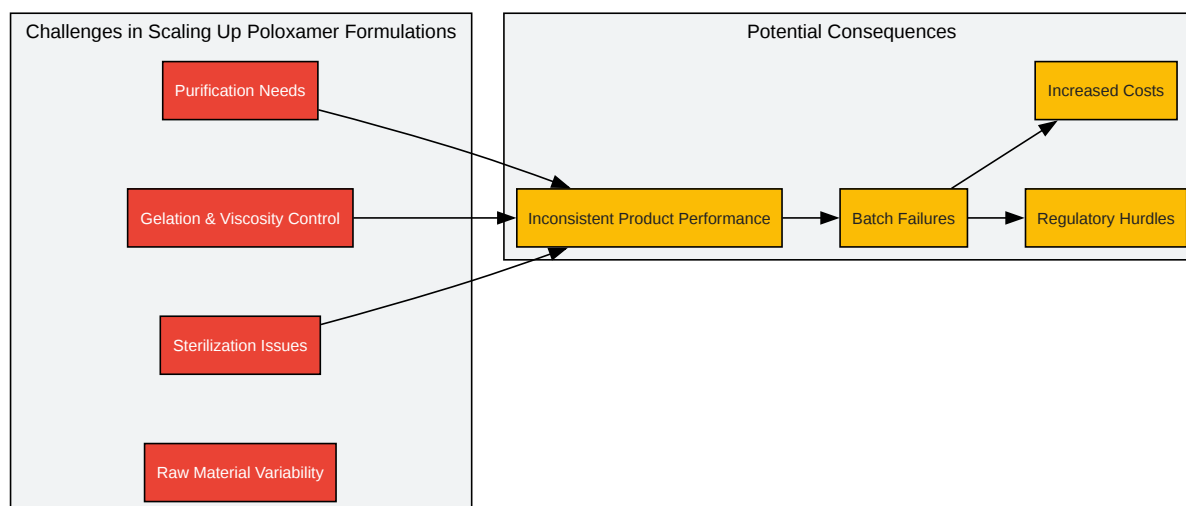 Challenges in Scaling Up Poloxamer Formulations
Purification Needs
Gelation & Viscosity Control
Sterilization Issues
Raw Material Variability
Potential Consequences
Increased Costs
Inconsistent Product Performance
Batch Failures
Regulatory Hurdles